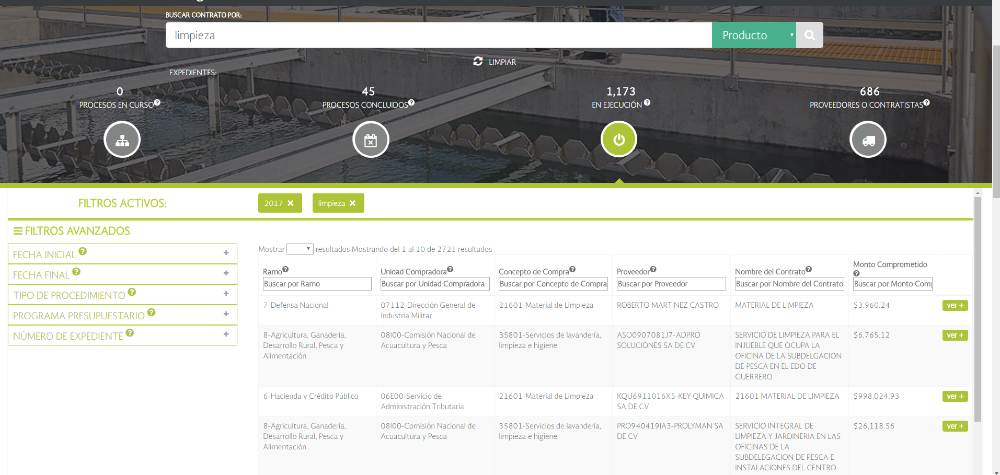 BUSCAR CONTRATO POR:
limpieza
Producto
LIMPIAR
EXPEDIENTES:
0
PROCESOS EN CURSO
45
PROCESOS CONCLUIDOS
1,173
EN EJECUCIÓN
686
PROVEEDORES O CONTRATISTAS
FILTROS ACTIVOS:
2017
limpieza
FILTROS AVANZADOS
FECHA INICIAL
FECHA FINAL
TIPO DE PROCEDIMIENTO
PROGRAMA PRESUPUESTARIO
NÚMERO DE EXPEDIENTE
Mostrar resultados Mostrando del 1 al 10 de 2721 resultados
Ramo
Buscar por Ramo
Unidad Compradora
Buscar por Unidad Compradora
Concepto de Compra
Buscar por Concepto de Compra
Proveedor
Buscar por Proveedor
Nombre del Contrato
Buscar por Nombre del Contrato
Monto Comprometido
Buscar por Monto Com
7-Defensa Nacional
07112-Dirección General de
Industria Militar
21601-Material de Limpieza
ROBERTO MARTINEZ CASTRO
MATERIAL DE LIMPIEZA
$3,960.24
ver +
8-Agricultura, Ganadería,
Desarrollo Rural, Pesca y
Alimentación
08I00-Comisión Nacional de
Acuacultura y Pesca
35801-Servicios de lavandería,
limpieza e higiene
ASO0907081J7-ADPRO
SOLUCIONES SA DE CV
SERVICIO DE LIMPIEZA PARA EL
INJUEBLE QUE OCUPA LA
OFICINA DE LA SUBDELGACION
DE PESCA EN EL EDO DE
GUERRERO
$6,765.12
ver +
6-Hacienda y Crédito Público
06E00-Servicio de
Administración Tributaria
21601-Material de Limpieza
KQU6911016X5-KEY QUIMICA
SA DE CV
21601 MATERIAL DE LIMPIEZA
$998,024.93
ver +
8-Agricultura, Ganadería,
Desarrollo Rural, Pesca y
Alimentación
08I00-Comisión Nacional de
Acuacultura y Pesca
35801-Servicios de lavandería,
limpieza e higiene
PRO940419IA3-PROLYMAN SA
DE CV
SERVICIO INTEGRAL DE
LIMPIEZA Y JARDINERIA EN LAS
OFICINAS DE LA
SUBDELEGACION DE PESCA E
INSTALACIONES DEL CENTRO
$26,118.56
ver +